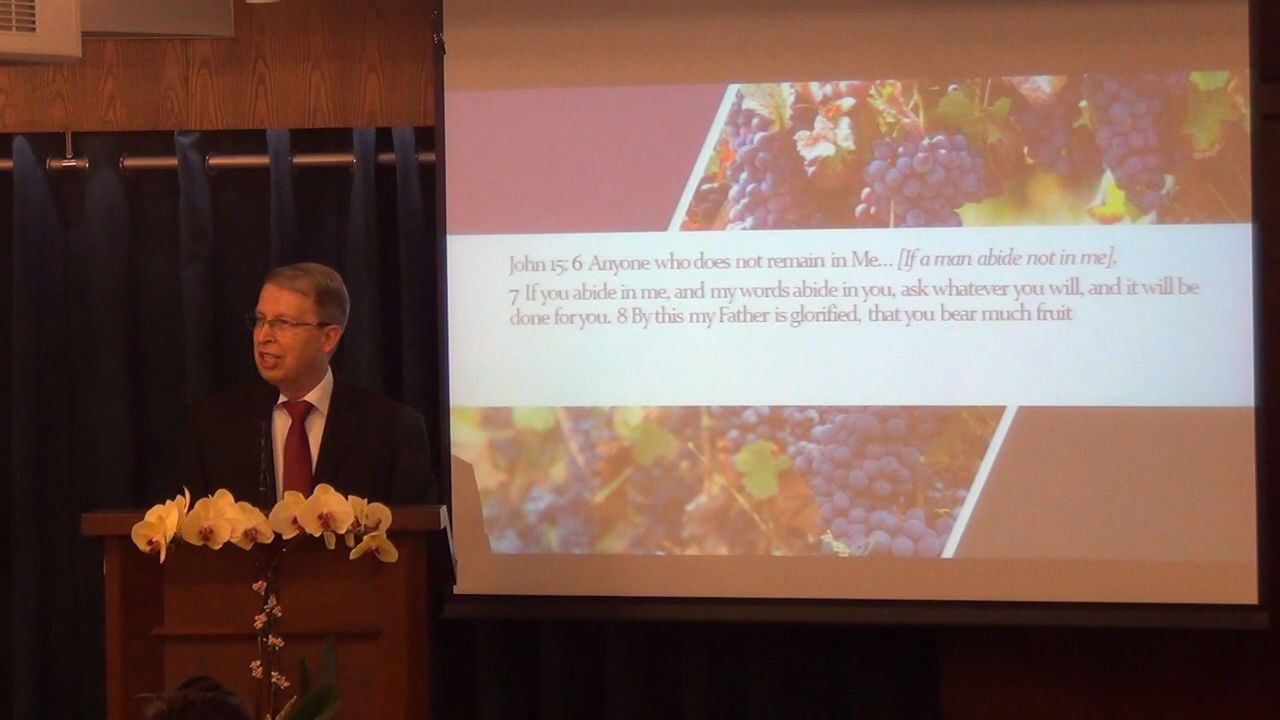 John 15: 6 Anyone who does not remain in Me... [If a man abide not in me],
7 If you abide in me, and my words abide in you, ask whatever you will, and it will be
done for you. 8 By this my Father is glorified, that you bear much fruit